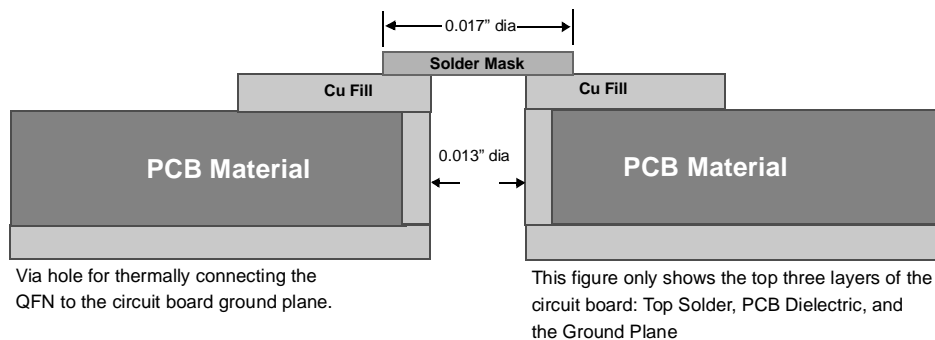 0.017” dia
Solder Mask
Cu Fill
Cu Fill
PCB Material
0.013” dia
PCB Material
Via hole for thermally connecting the
QFN to the circuit board ground plane.
This figure only shows the top three layers of the
circuit board: Top Solder, PCB Dielectric, and
the Ground Plane